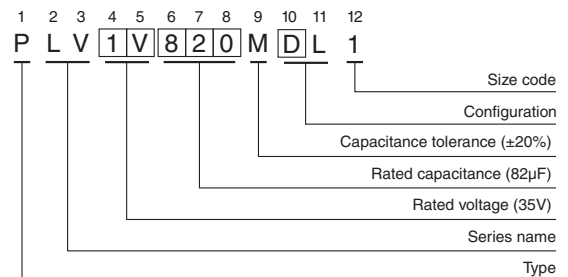 1 2 3 4 5 6 7 8 9 10 11 12
P L V 1 V 8 2 0 M D L 1
Size code
Configuration
Capacitance tolerance (±20%)
Rated capacitance (82µF)
Rated voltage (35V)
Series name
Type